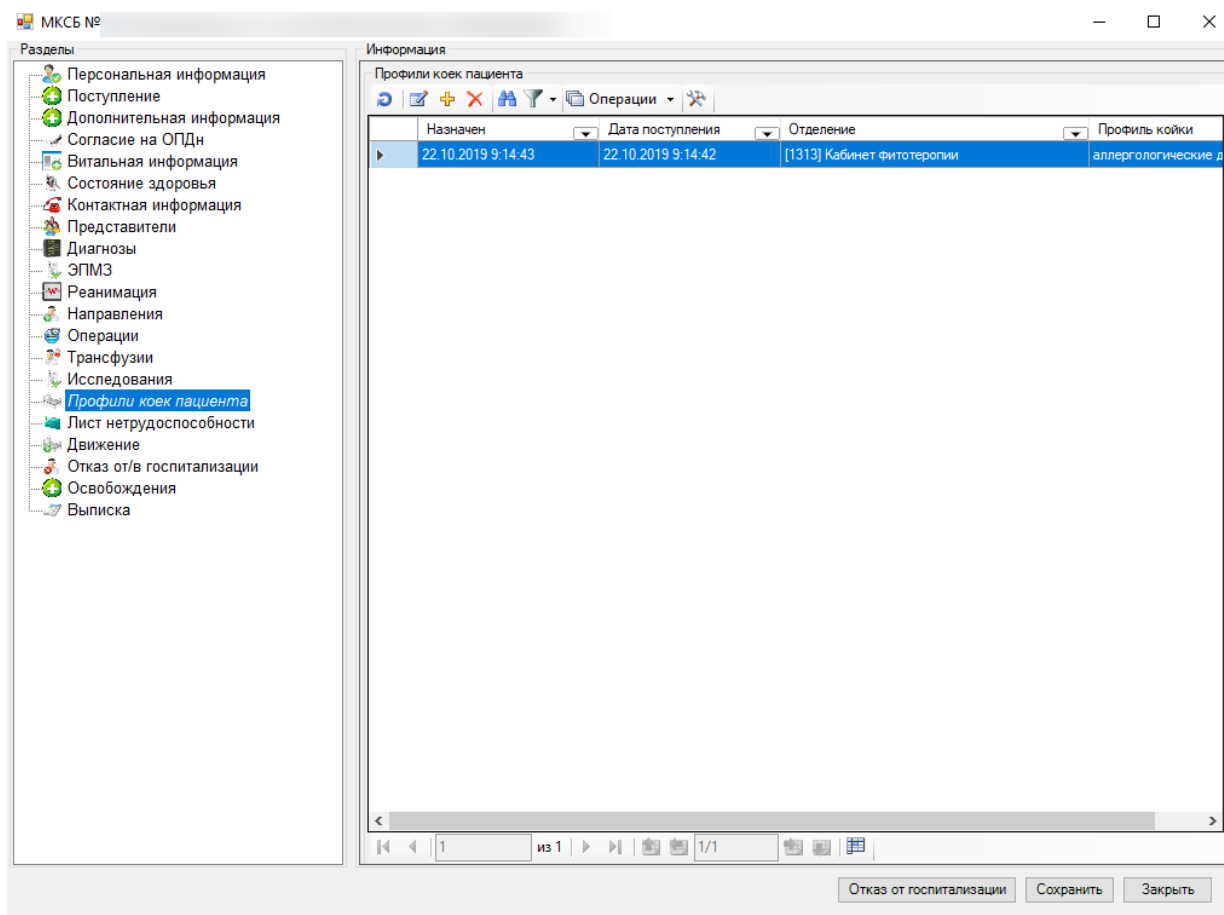 МКСБ №
Разделы
Персональная информация
Поступление
Дополнительная информация
Согласие на ОПДн
Витальная информация
Состояние здоровья
Контактная информация
Представители
Диагнозы
ЭПМЗ
Реанимация
Направления
Операции
Трансфузии
Исследования
Профили коек пациента
Лист нетрудоспособности
Движение
Отказ от/в госпитализации
Освобождения
Выписка
Информация
Профили коек пациента
Операции
Назначен Дата поступления Отделение Профиль койки
22.10.2019 9:14:43 22.10.2019 9:14:42 [1313] Кабинет фитотеропии аллергологические д
1 из 1 1/1
Отказ от госпитализации Сохранить Закрыть